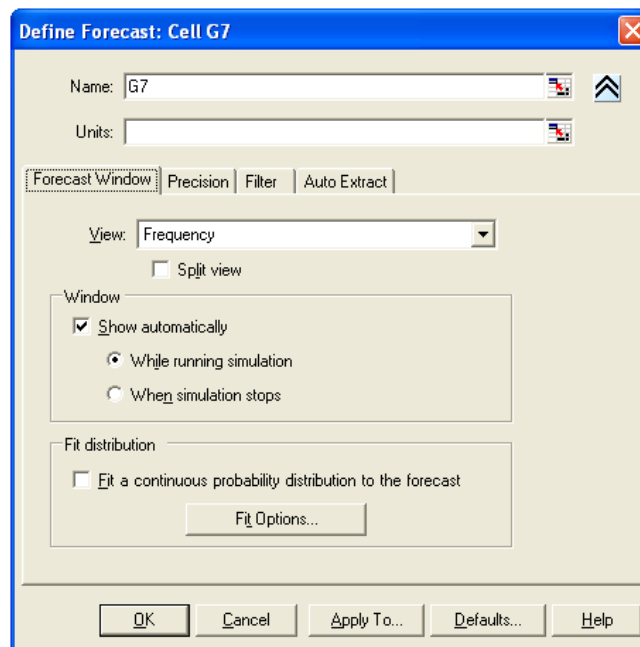 Define Forecast: Cell G7
Name: G7
Units:
Forecast Window Precision Filter Auto Extract
View: Frequency
Split view
Window
Show automatically
While running simulation
When simulation stops
Fit distribution
Fit a continuous probability distribution to the forecast
Fit Options...
OK Cancel Apply To... Defaults... Help